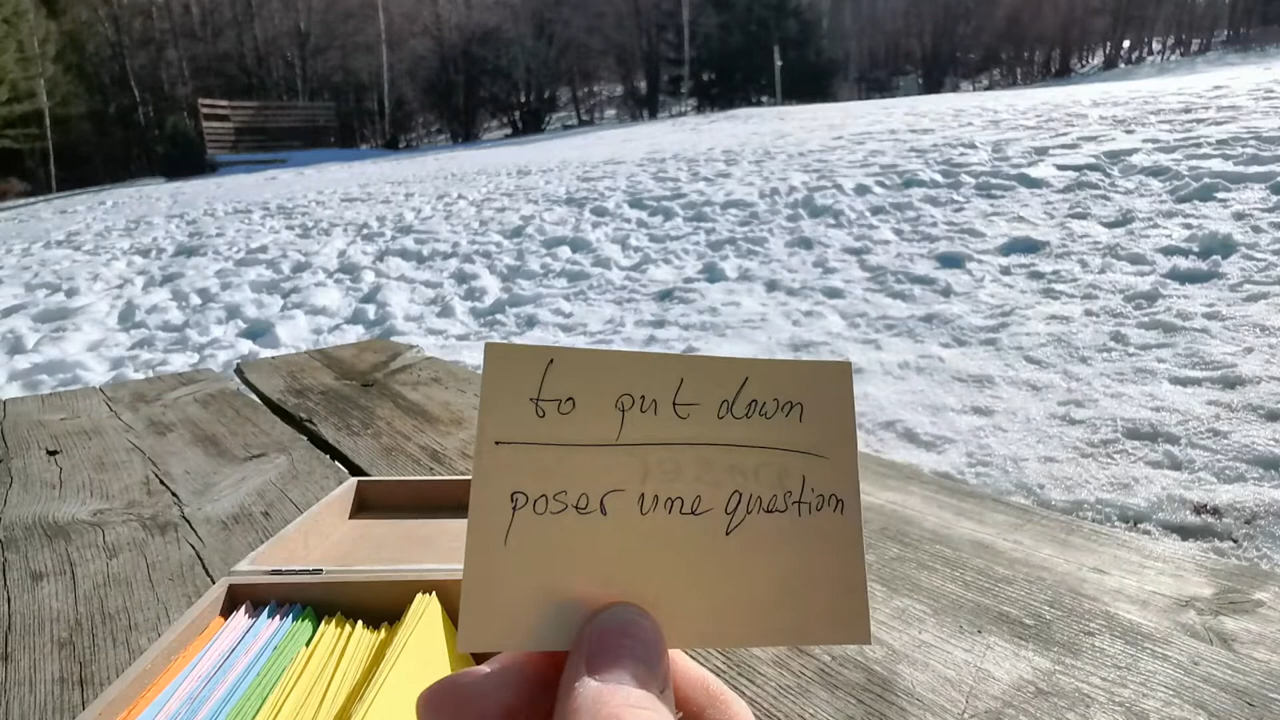 to put down
poser une question